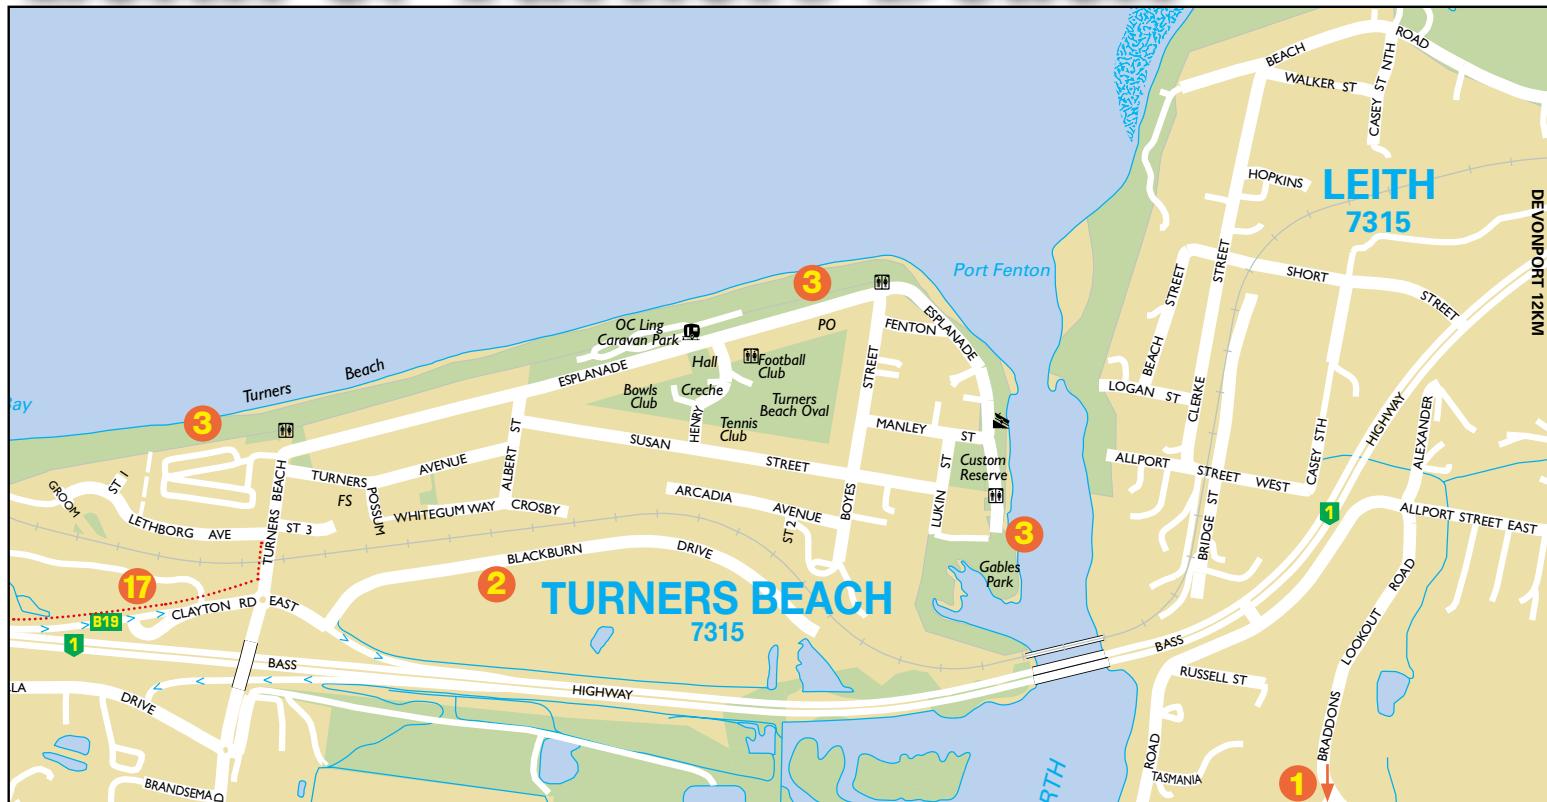 BEACH
ROAD
WALKER ST
CASEY ST NTH
HOPKINS
LEITH
7315
DEVONPORT 12KM
Port Fenton
3
STREET
SHORT
STREET
BEACH STREET
ESPLANADE
FENTON
PO
OC Ling
Caravan Park
Hall
Football
Club
Turners
Beach
ESPLANADE
Bowls
Club
Creche
Turners
Beach Oval
HENRY
Tennis
Club
STREET
LOGAN ST
CLERKE
HIGHWAY
ALEXANDER
Bay
3
ALBERT ST
SUSAN
STREET
MANLEY
ST
Custom
Reserve
ALLPORT
STREET
WEST
CASEY STH
GROOM
ST 1
TURNERS
AVENUE
FS
POSSUM
WHITEGUM WAY
CROSBY
ARCADIA
AVENUE
ST 2
BOYES
LUKIN
ST
BRIDGE ST
1
ALLPORT STREET EAST
LETHBORG AVE
ST 3
TURNERS BEACH
BLACKBURN
DRIVE
3
Gables
Park
17
2
TURNERS BEACH
7315
CLAYTON RD
EAST
B19
1
BASS
HIGHWAY
BASS
LOOKOUT
ROAD
RUSSELL ST
BRADDONS
LA
DRIVE
BRANDSEMA
D
ROAD
TASMANIA
RTH
1